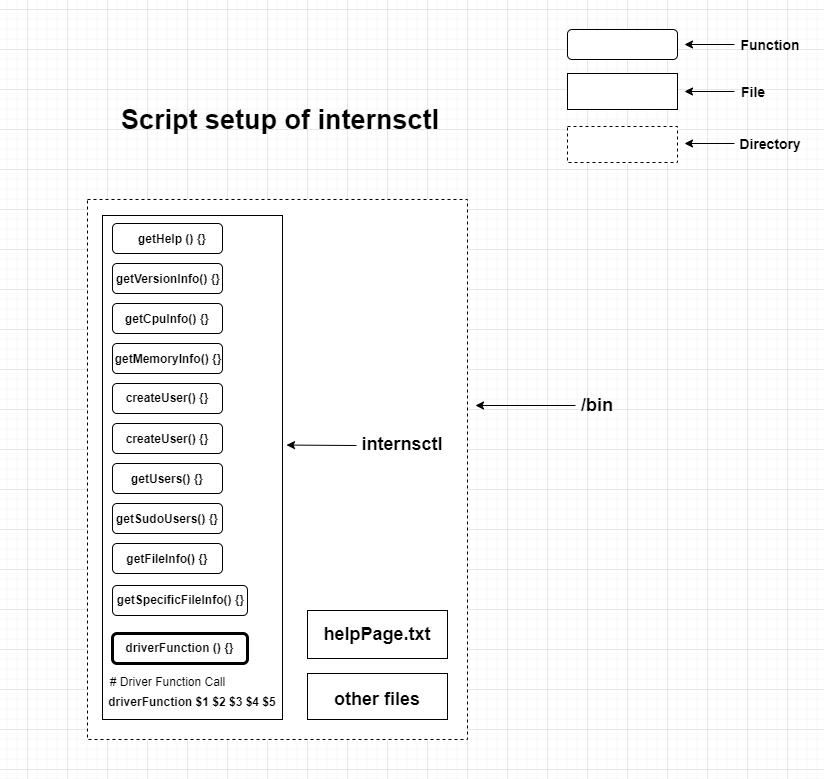 Function
File
Script setup of internsctl
Directory
getHelp () {}
getVersionInfo() {}
getCpuInfo() {}
getMemoryInfo() {}
createUser() {}
createUser() {}
getUsers() {}
getSudoUsers() {}
getFileInfo() {}
getSpecificFileInfo() {}
driverFunction () {}
# Driver Function Call
driverFunction $1 $2 $3 $4 $5
internsctl
/bin
helpPage.txt
other files